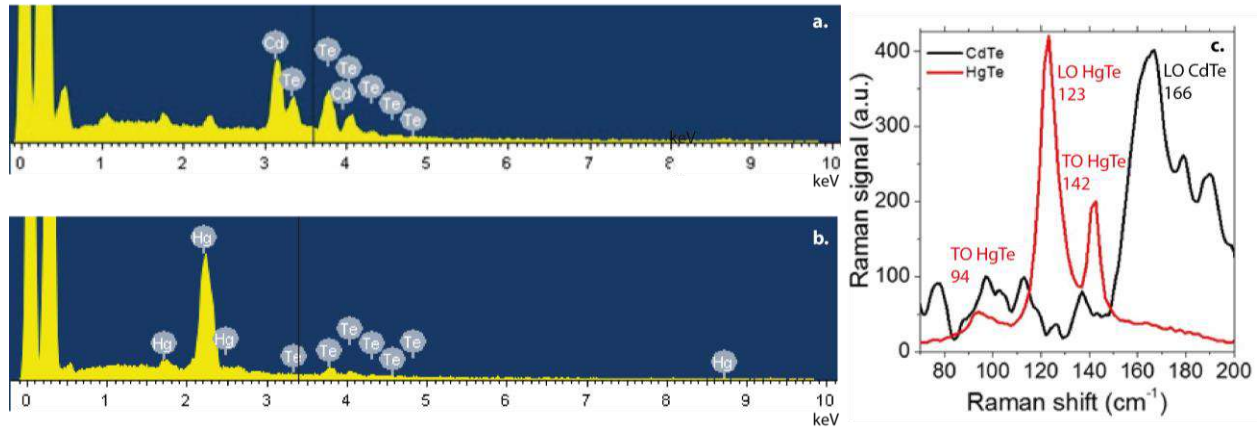 a.
Cd
Te
Te
Te
Cd
Te
Te
Te
keV
0 1 2 3 4 5 6 7 8 9 10
keV
b.
Hg
Hg
Hg
Te
Te
Te
Te
Te
Te
Hg
0 1 2 3 4 5 6 7 8 9 10
keV
c.
CdTe
HgTe
LO HgTe
123
LO CdTe
166
TO HgTe
142
TO HgTe
94
400
300
200
100
0
Raman signal (a.u.)
80 100 120 140 160 180 200
Raman shift (cm⁻¹)